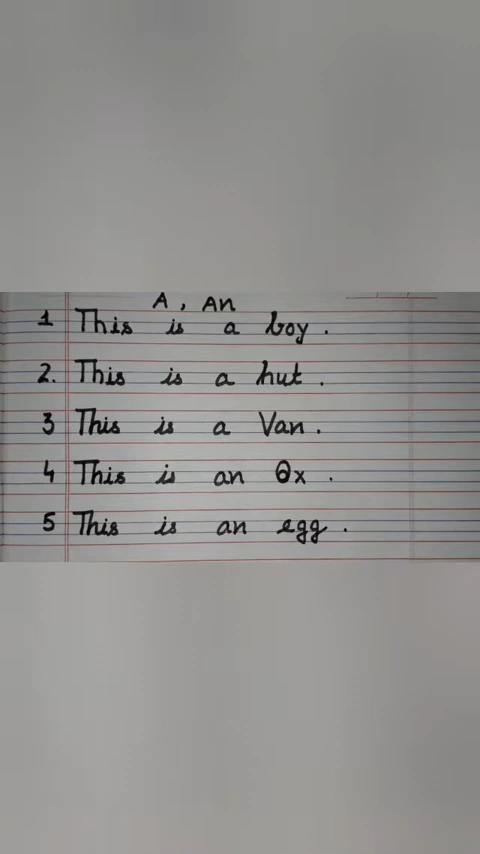 A, An
1 This is a boy.
2. This is a hut.
3 This is a Van.
4 This is an Ox.
5 This is an egg.